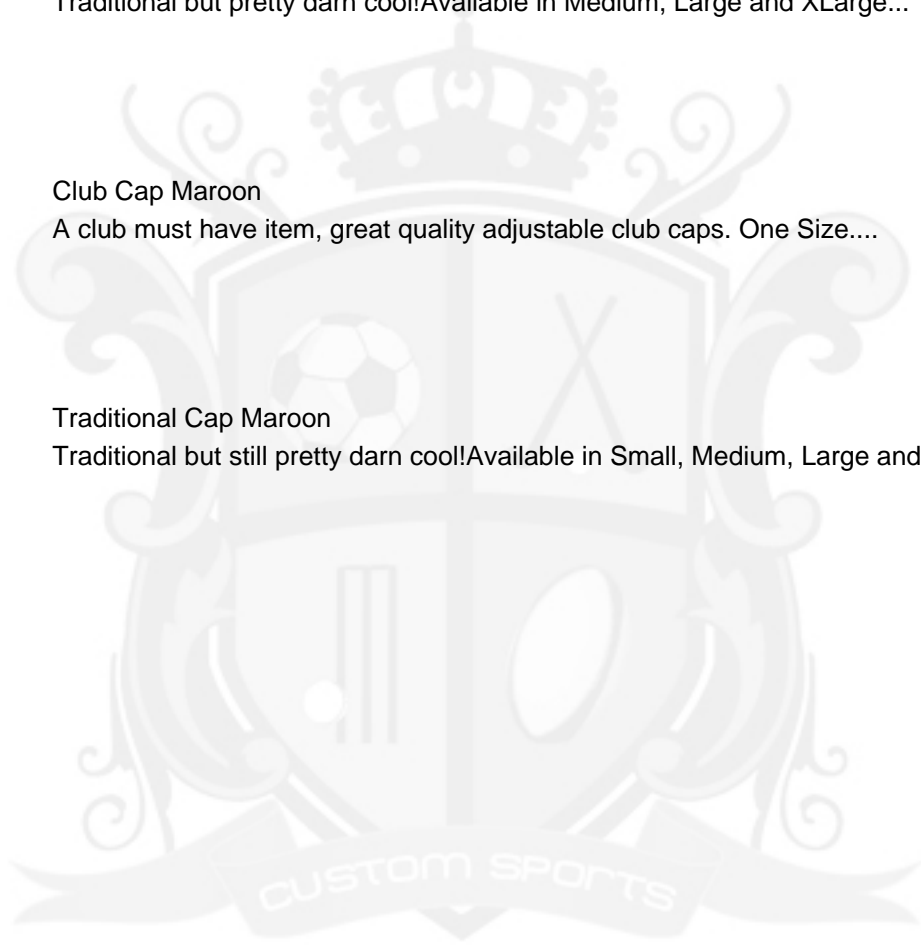 Traditional but pretty darn cool!Available in Medium, Large and XLarge...
Club Cap Maroon
A club must have item, great quality adjustable club caps. One Size....
Traditional Cap Maroon
Traditional but still pretty darn cool!Available in Small, Medium, Large and
CUSTOM SPORTS